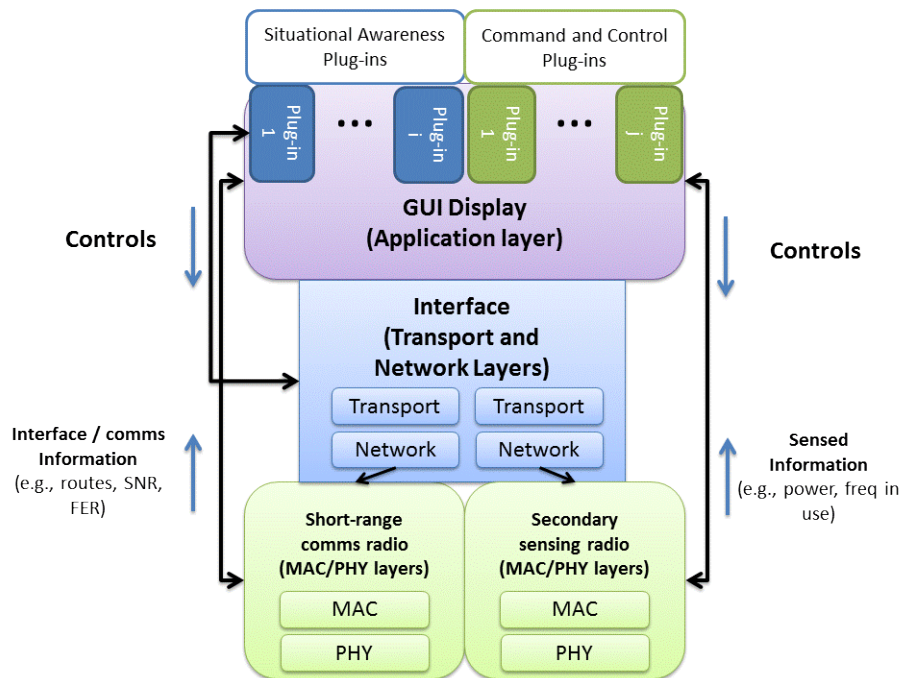 Situational Awareness
Plug-ins
Command and Control
Plug-ins
Plug-in
1
...
Plug-in
i
Plug-in
1
...
Plug-in
j
GUI Display
(Application layer)
Controls
Controls
Interface
(Transport and
Network Layers)
Transport
Transport
Network
Network
Interface / comms
Information
(e.g., routes, SNR,
FER)
Sensed
Information
(e.g., power, freq in
use)
Short-range
comms radio
(MAC/PHY layers)
MAC
PHY
Secondary
sensing radio
(MAC/PHY layers)
MAC
PHY